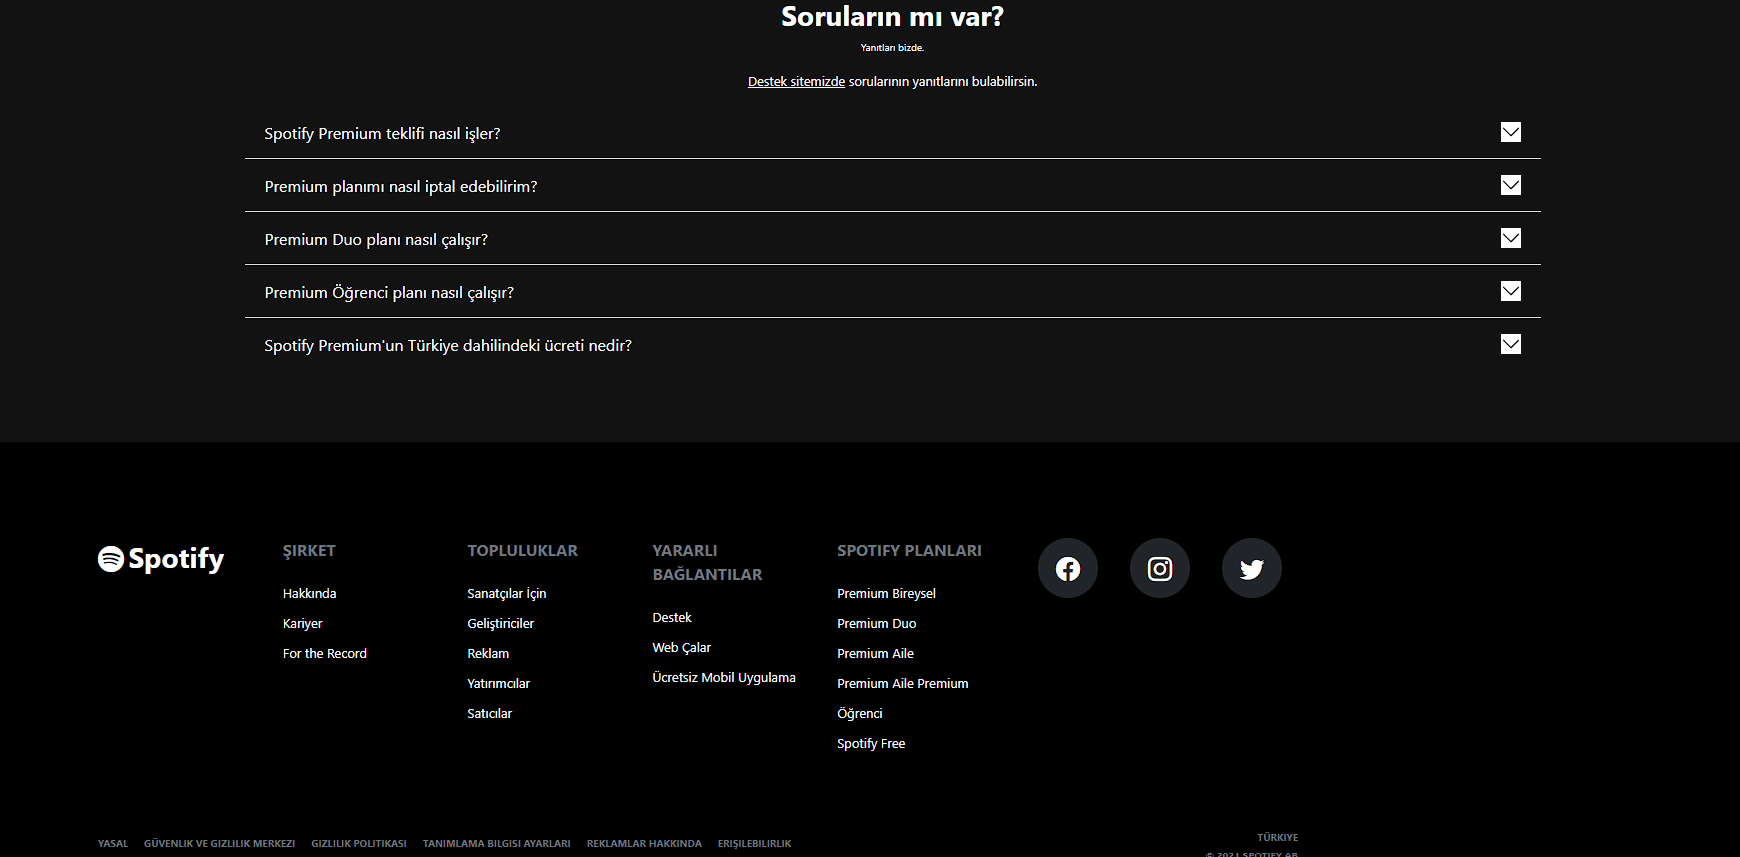 Soruların mı var?
Yanıtları bizde.
Destek sitemizde sorularının yanıtlarını bulabilirsin.
Spotify Premium teklifi nasıl işler?
Premium planımı nasıl iptal edebilirim?
Premium Duo planı nasıl çalışır?
Premium Öğrenci planı nasıl çalışır?
Spotify Premium'un Türkiye dahilindeki ücreti nedir?
Spotify
ŞIRKET
Hakkında
Kariyer
For the Record
TOPLULUKLAR
Sanatçılar İçin
Geliştiriciler
Reklam
Yatırımcılar
Satıcılar
YARARLI
BAĞLANTILAR
Destek
Web Çalar
Ücretsiz Mobil Uygulama
SPOTIFY PLANLARI
Premium Bireysel
Premium Duo
Premium Aile
Premium Aile Premium
Öğrenci
Spotify Free
YASAL GÜVENLIK VE GIZLILIK MERKEZI GIZLILIK POLITIKASI TANIMLAMA BILGISI AYARLARI REKLAMLAR HAKKINDA ERIŞILEBILIRLIK
TÜRKIYE
© 2021 SPOTIFY AB